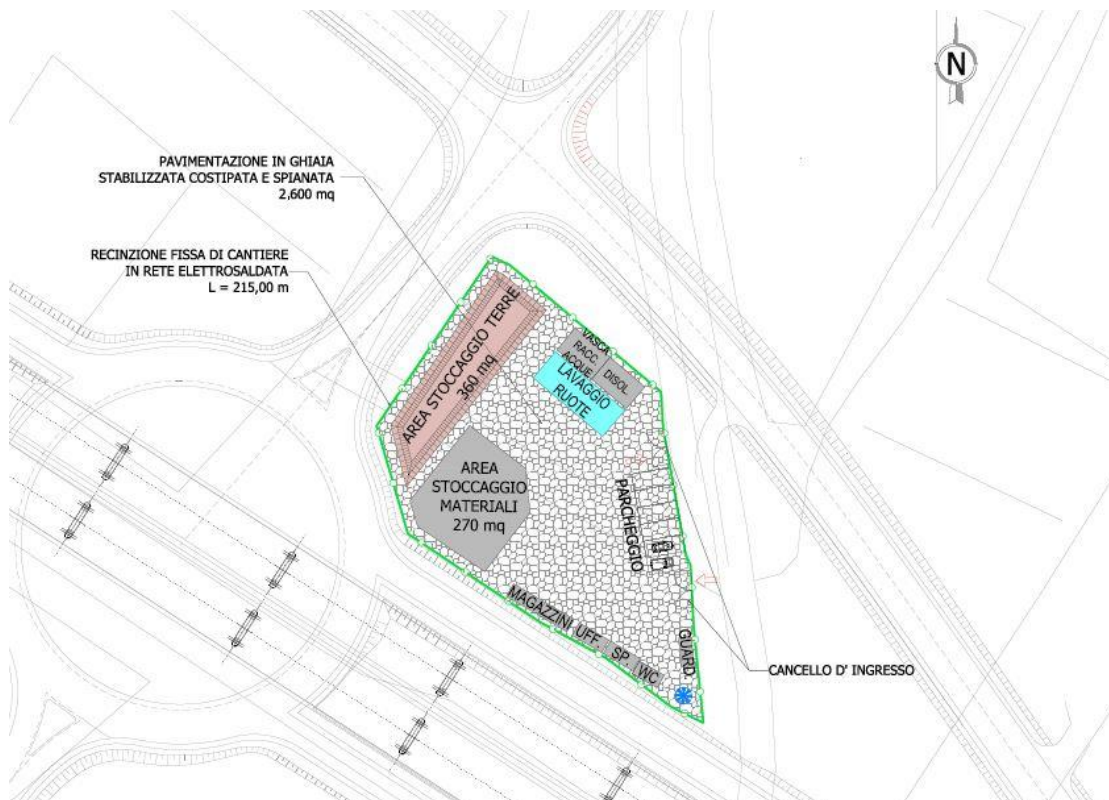 N
PAVIMENTAZIONE IN GHIAIA
STABILIZZATA COSTIPATA E SPIANATA
2,600 mq
RECINZIONE FISSA DI CANTIERE
IN RETE ELETTROSALDATA
L = 215,00 m
AREA STOCCAGGIO TERRE
360 mq
VASCA
RACC.
ACQUE
DISOL.
LAVAGGIO
RUOTE
AREA
STOCCAGGIO
MATERIALI
270 mq
PARCHEGGIO
MAGAZZINI
UFF.
SP.
WC
GUARD.
CANCELLO D' INGRESSO